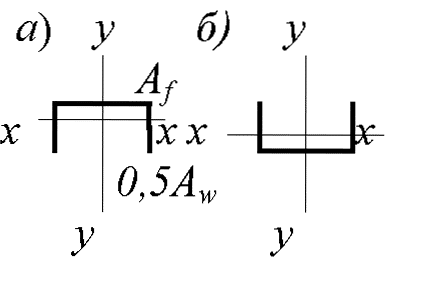 а) y б) y
A_f
x x x x
0,5A_w
y y